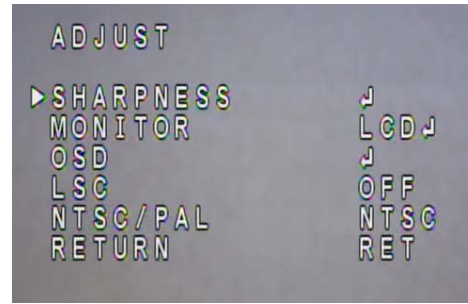 ADJUST
▶SHARPNESS ↲
MONITOR LCD↲
OSD ↲
LSC OFF
NTSC/PAL NTSC
RETURN RET